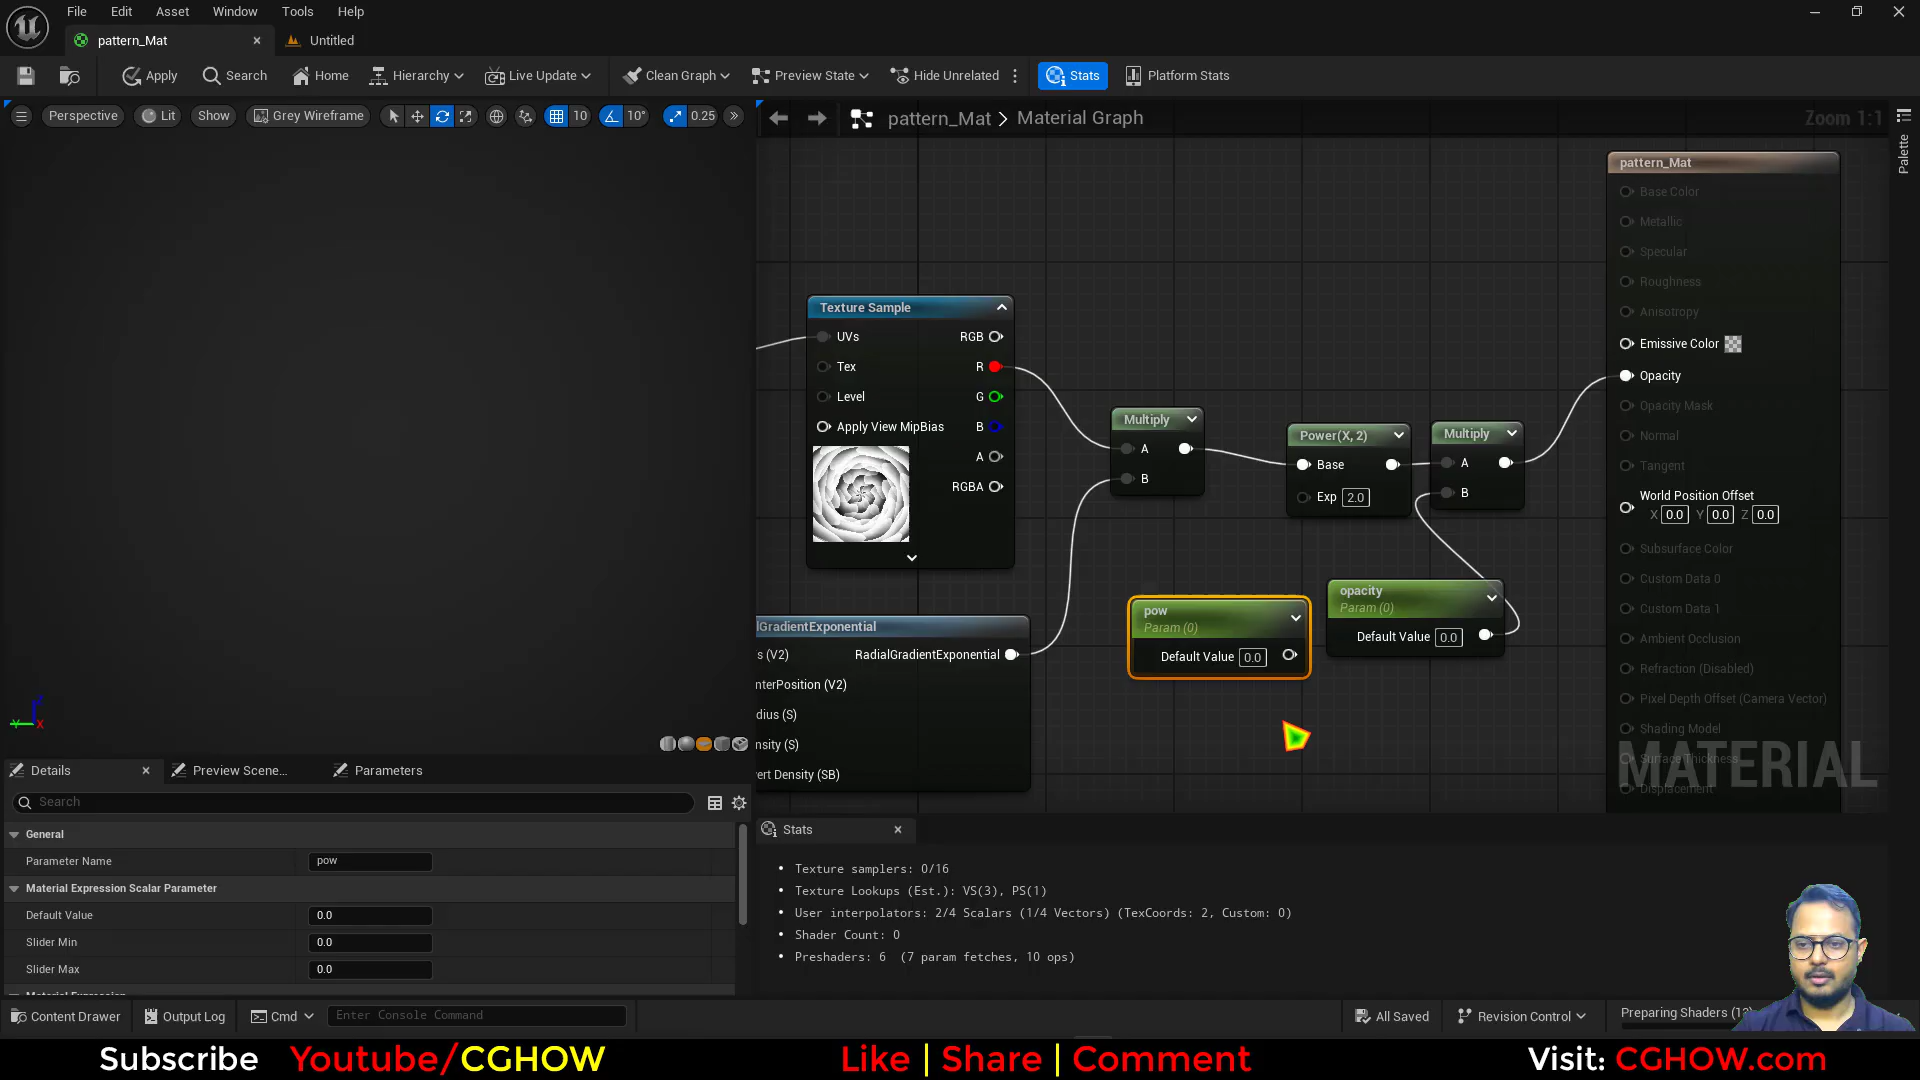 File Edit Asset Window Tools Help
pattern_Mat
Untitled
Apply Search Home Hierarchy Live Update Clean Graph Preview State Hide Unrelated Stats Platform Stats
Perspective Lit Show Grey Wireframe 10 10° 0.25
pattern_Mat Material Graph
Zoom 1:1
Palette
pattern_Mat
Base Color
Metallic
Specular
Roughness
Anisotropy
Emissive Color
Opacity
Opacity Mask
Normal
Tangent
World Position Offset
X 0.0 Y 0.0 Z 0.0
Subsurface Color
Custom Data 0
Custom Data 1
Ambient Occlusion
Refraction (Disabled)
Pixel Depth Offset (Camera Vector)
Shading Model
Surface Thickness
Displacement
MATERIAL
Texture Sample
UVs RGB
Tex R
Level G
Apply View MipBias B
A
RGBA
Multiply
A
B
Power(X, 2)
Base
Exp 2.0
Multiply
A
B
pow
Param (0)
Default Value 0.0
opacity
Param (0)
Default Value 0.0
lGradientExponential
s (V2) RadialGradientExponential
nterPosition (V2)
dius (S)
nsity (S)
vert Density (SB)
Details Preview Scene... Parameters
Search
General
Parameter Name pow
Material Expression Scalar Parameter
Default Value 0.0
Slider Min 0.0
Slider Max 0.0
Material Expression
Stats
Texture samplers: 0/16
Texture Lookups (Est.): VS(3), PS(1)
User interpolators: 2/4 Scalars (1/4 Vectors) (TexCoords: 2, Custom: 0)
Shader Count: 0
Preshaders: 6 (7 param fetches, 10 ops)
Content Drawer Output Log Cmd Enter Console Command All Saved Revision Control Preparing Shaders (12
Subscribe Youtube/CGHOW Like | Share | Comment Visit: CGHOW.com